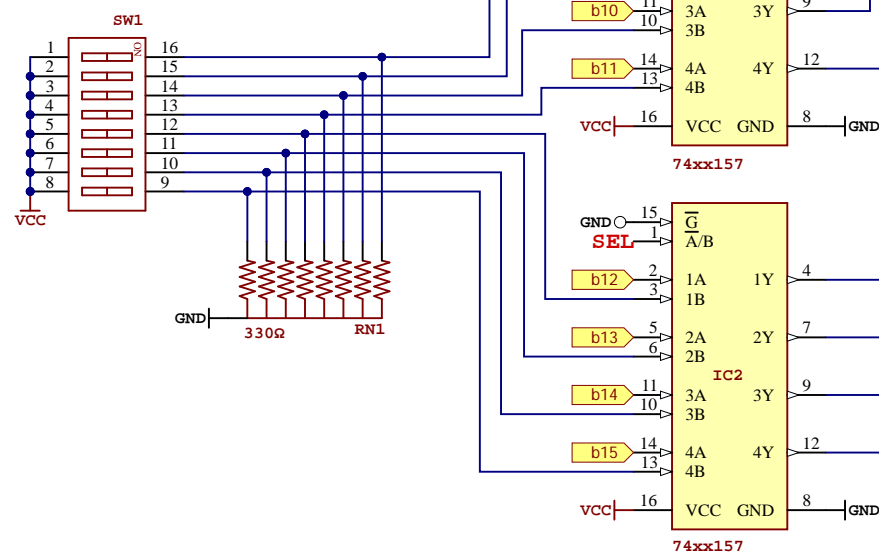 SW1
ON
1 16
2 15
3 14
4 13
5 12
6 11
7 10
8 9
VCC
GND
330Ω
RN1
b10 11 3A 3Y 9
10 3B
b11 14 4A 4Y 12
13 4B
VCC 16 VCC GND 8 GND
74xx157
GND 15 G
SEL 1 A/B
b12 2 1A 1Y 4
3 1B
b13 5 2A 2Y 7
6 2B
IC2
b14 11 3A 3Y 9
10 3B
b15 14 4A 4Y 12
13 4B
VCC 16 VCC GND 8 GND
74xx157